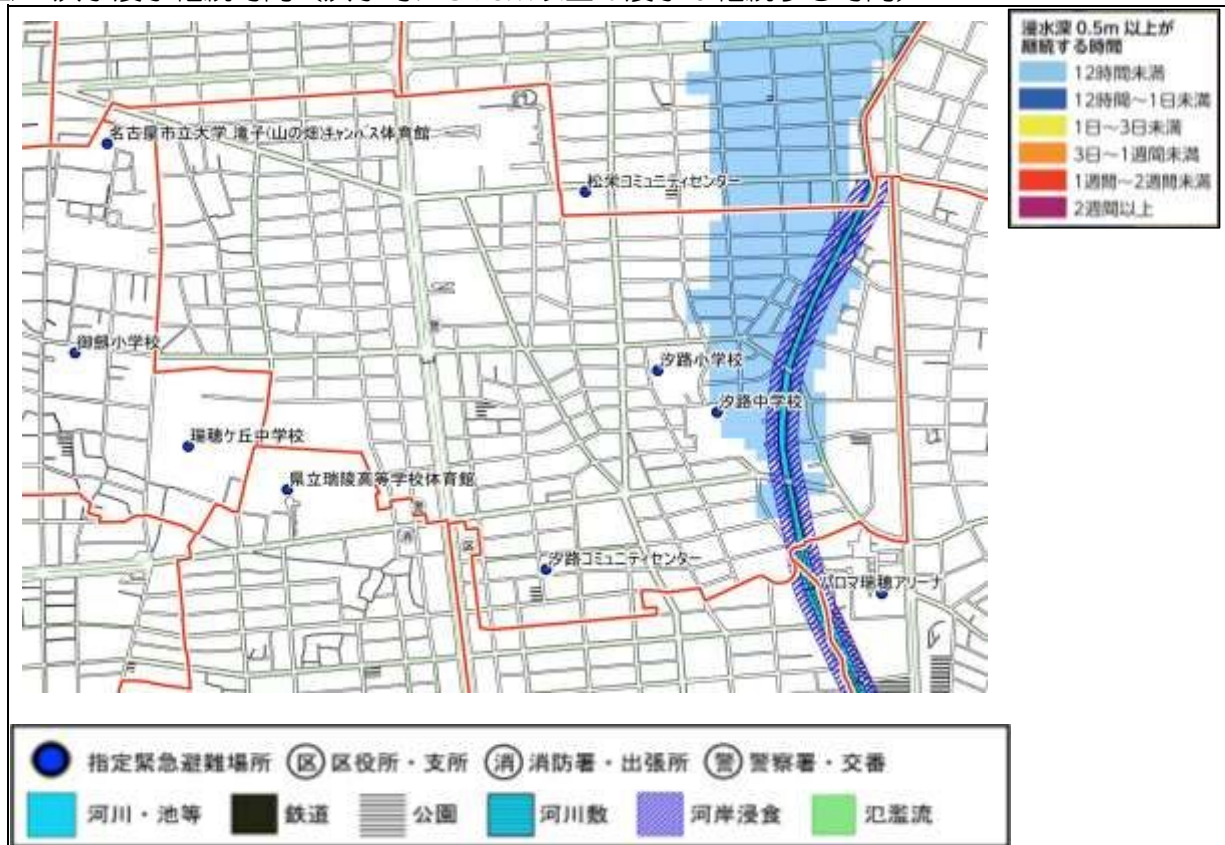 浸水深 0.5m 以上が
継続する時間
12時間未満
12時間～1日未満
1日～3日未満
3日～1週間未満
1週間～2週間未満
2週間以上
名古屋市立大学 滝子(山の畑)キャンパス体育館
松栄コミュニティセンター
御劔小学校
汐路小学校
汐路中学校
瑞穂ケ丘中学校
県立瑞陵高等学校体育館
消
区
汐路コミュニティセンター
パロマ瑞穂アリーナ
指定緊急避難場所 区 区役所・支所 消 消防署・出張所 警 警察署・交番
河川・池等 鉄道 公園 河川敷 河岸浸食 氾濫流